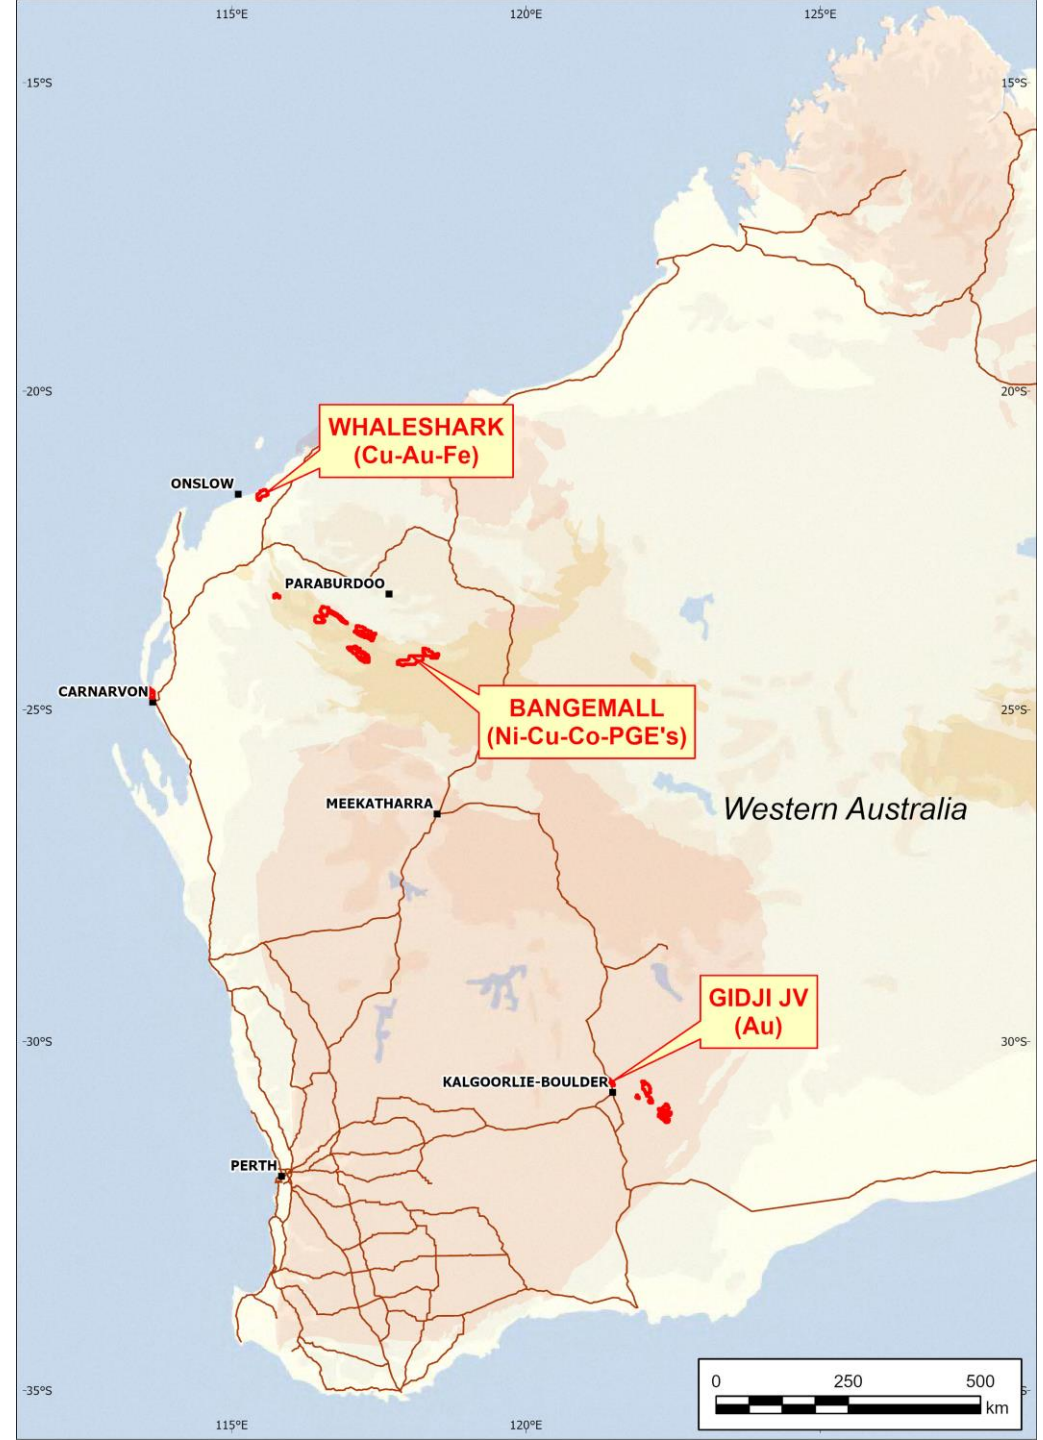 115°E
120°E
125°E
15°S
15°S
20°S
20°S
WHALESHARK
(Cu-Au-Fe)
ONSLOW
PARABURDOO
CARNARVON
25°S
25°S
BANGEMALL
(Ni-Cu-Co-PGE's)
MEEKATHARRA
Western Australia
GIDJI JV
(Au)
30°S
30°S
KALGOORLIE-BOULDER
PERTH
35°S
S
0
250
500
km
115°E
120°E